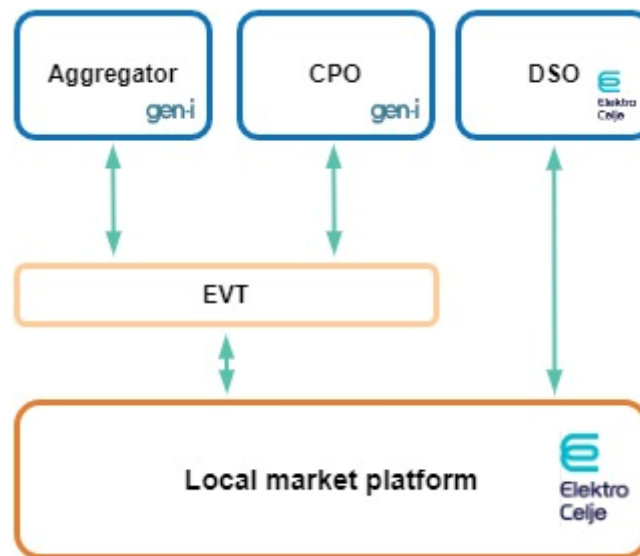 Aggregator
gen-i
CPO
gen-i
DSO
Elektro
Celje
EVT
Local market platform
Elektro
Celje